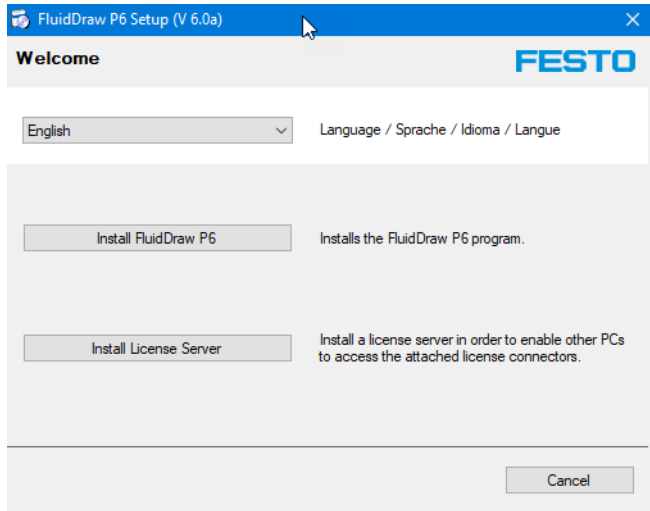 FluidDraw P6 Setup (V 6.0a)
Welcome
FESTO
English
Language / Sprache / Idioma / Langue
Install FluidDraw P6
Installs the FluidDraw P6 program.
Install License Server
Install a license server in order to enable other PCs
to access the attached license connectors.
Cancel